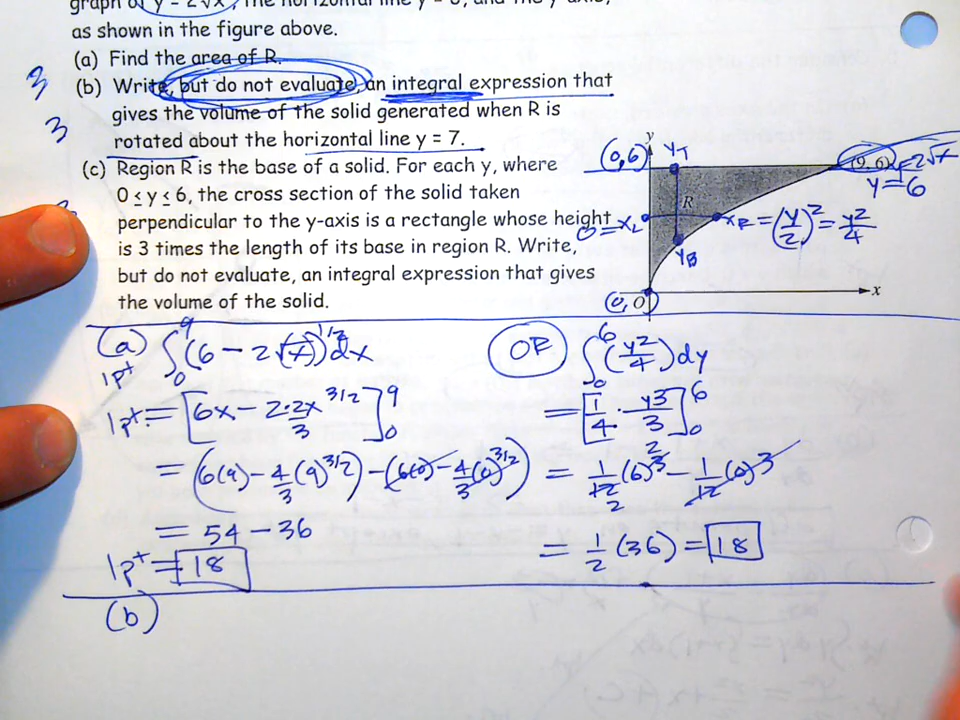 graph of y = 2√x, the horizontal line y = 6, and the y-axis,
as shown in the figure above.
(a) Find the area of R.
3 (b) Write, but do not evaluate, an integral expression that
gives the volume of the solid generated when R is
3 rotated about the horizontal line y = 7.
(c) Region R is the base of a solid. For each y, where
0 ≤ y ≤ 6, the cross section of the solid taken
perpendicular to the y-axis is a rectangle whose height
is 3 times the length of its base in region R. Write,
but do not evaluate, an integral expression that gives
the volume of the solid.
y
(0,6) y_T (9, 6) y=2√x
y=6
R
0 = x_L x_R = (y/2)² = y²/4
y_B
(0, O) x
(a) ∫₀⁹ (6 − 2√(x))^1/2 dx OR ∫₀⁶ (y²/4) dy
1pt
1pt = [6x − 2·2x^3/2 / 3]₀⁹ = [1/4 · y3/3]₀⁶
= (6(9) − 4/3 (9)^3/2) − (6(0) − 4/3 (0)^3/2) = 1/12 (6)³ 2 − 1/12 (0)³
2
= 54 − 36
= 1/2 (36) = 18
1pt = 18
(b)